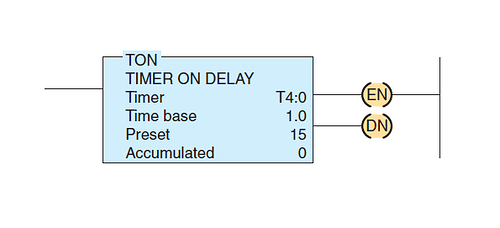 TON
TIMER ON DELAY
Timer T4:0
Time base 1.0
Preset 15
Accumulated 0
EN
DN